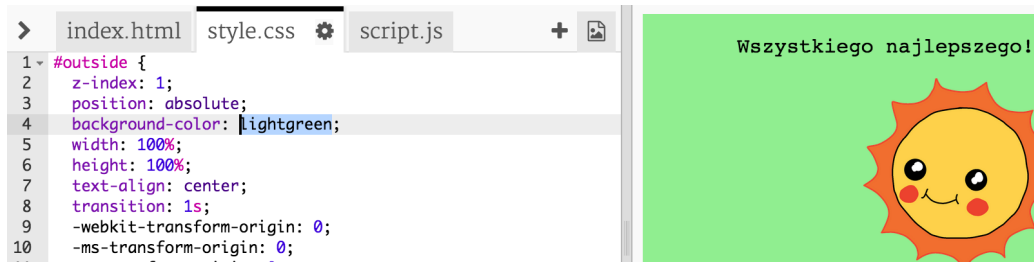 index.html style.css script.js
1 #outside {
2 z-index: 1;
3 position: absolute;
4 background-color: lightgreen;
5 width: 100%;
6 height: 100%;
7 text-align: center;
8 transition: 1s;
9 -webkit-transform-origin: 0;
10 -ms-transform-origin: 0;
Wszystkiego najlepszego!